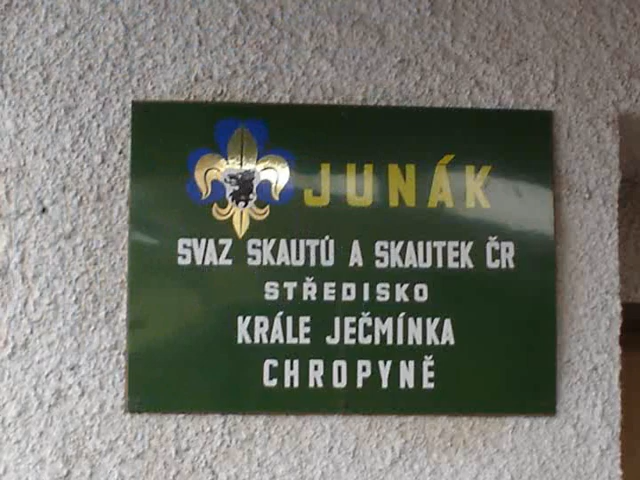 JUNÁK
SVAZ SKAUTŮ A SKAUTEK ČR
STŘEDISKO
KRÁLE JEČMÍNKA
CHROPYNĚ